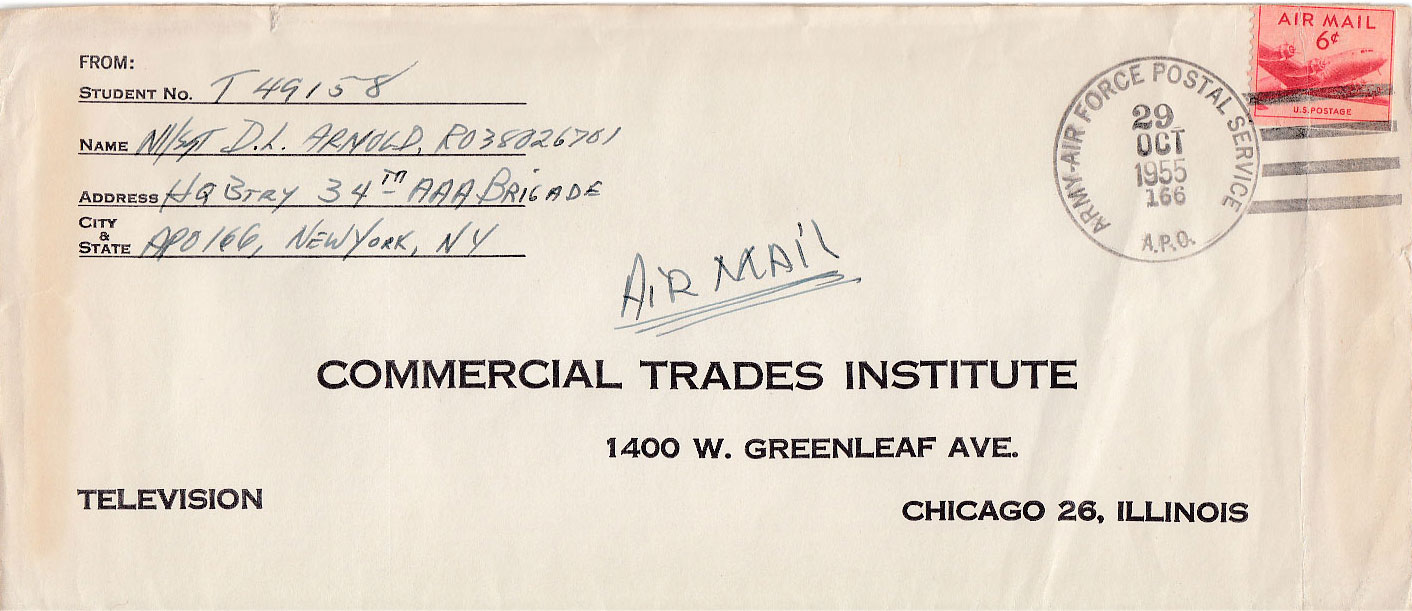 FROM:
STUDENT NO. T 49158
NAME M/SGT D.L. ARNOLD, RO38026701
ADDRESS HQ BTRY 34TH AAA BRIGADE
CITY & STATE APO 166, NEW YORK, NY
AIR MAIL
6¢
U.S. POSTAGE
ARMY-AIR FORCE POSTAL SERVICE
29
OCT
1955
166
A.P.O.
AIR MAIL
COMMERCIAL TRADES INSTITUTE
1400 W. GREENLEAF AVE.
TELEVISION
CHICAGO 26, ILLINOIS